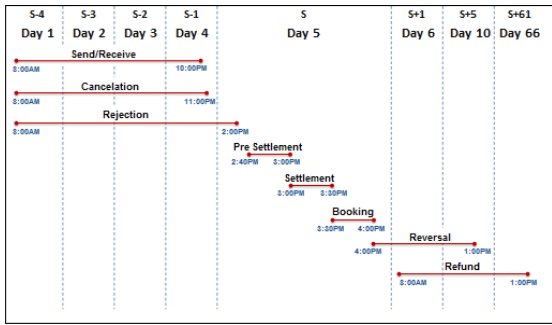 S-4 S-3 S-2 S-1 S S+1 S+5 S+61
Day 1 Day 2 Day 3 Day 4 Day 5 Day 6 Day 10 Day 66
Send/Receive
8:00AM 10:00PM
Cancelation
8:00AM 11:00PM
Rejection
8:00AM 2:00PM
Pre Settlement
2:40PM 3:00PM
Settlement
3:00PM 3:30PM
Booking
3:30PM 4:00PM
Reversal
4:00PM 1:00PM
Refund
8:00AM 1:00PM